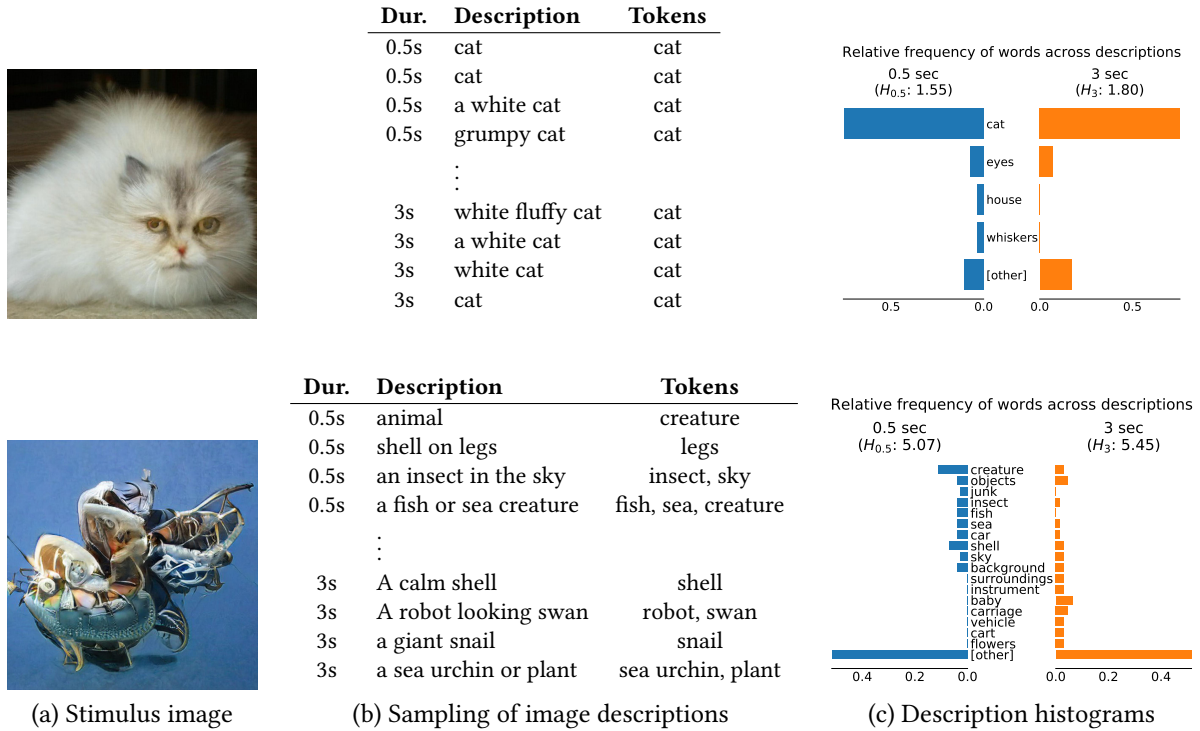 Dur. Description Tokens
0.5s cat cat
0.5s cat cat
0.5s a white cat cat
0.5s grumpy cat cat
⋮
3s white fluffy cat cat
3s a white cat cat
3s white cat cat
3s cat cat
Relative frequency of words across descriptions
0.5 sec 3 sec
(H0.5: 1.55) (H3: 1.80)
cat
eyes
house
whiskers
[other]
0.5 0.0 0.0 0.5
Dur. Description Tokens
0.5s animal creature
0.5s shell on legs legs
0.5s an insect in the sky insect, sky
0.5s a fish or sea creature fish, sea, creature
⋮
3s A calm shell shell
3s A robot looking swan robot, swan
3s a giant snail snail
3s a sea urchin or plant sea urchin, plant
Relative frequency of words across descriptions
0.5 sec 3 sec
(H0.5: 5.07) (H3: 5.45)
creature
objects
junk
insect
fish
sea
car
shell
sky
background
surroundings
instrument
baby
carriage
vehicle
cart
flowers
[other]
0.4 0.2 0.0 0.0 0.2 0.4
(a) Stimulus image
(b) Sampling of image descriptions
(c) Description histograms